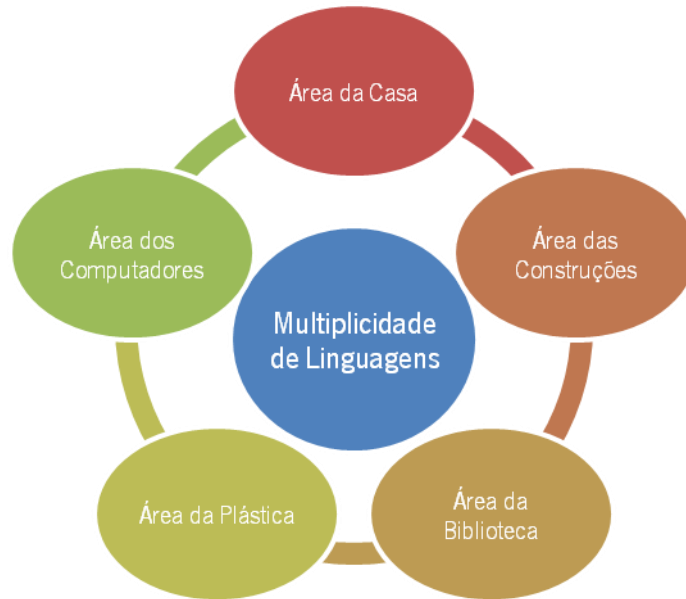 Área da Casa
Área das
Construções
Área da
Biblioteca
Área da Plástica
Área dos
Computadores
Multiplicidade
de Linguagens